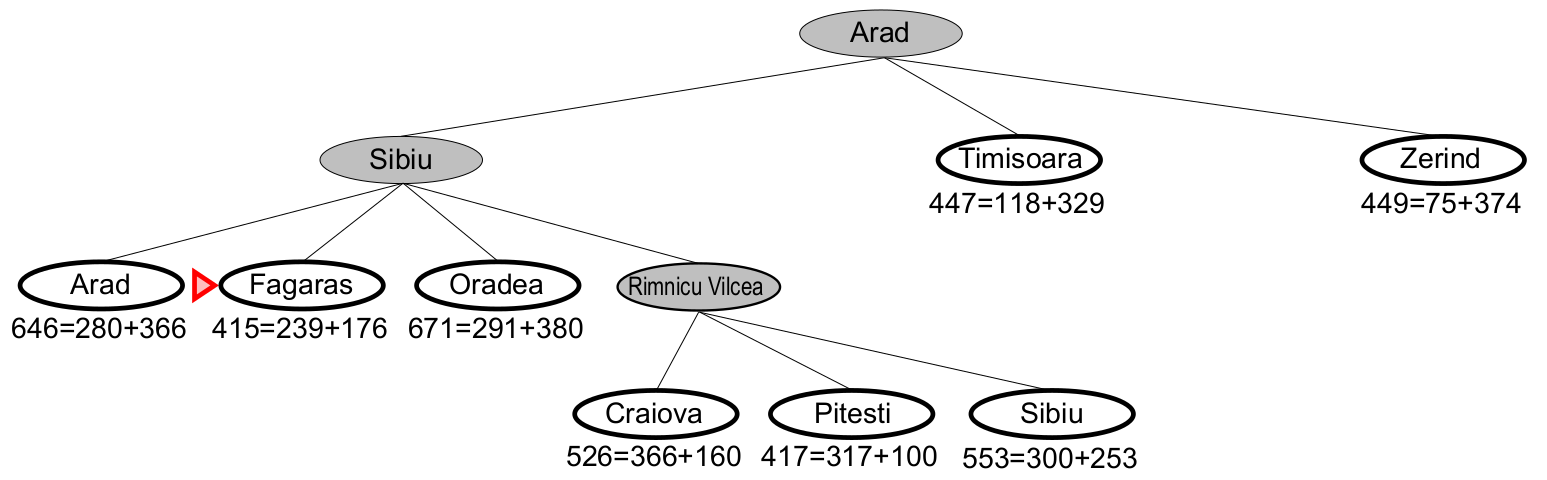 Arad
Sibiu
Timisoara
Zerind
447=118+329
449=75+374
Arad
Fagaras
Oradea
Rimnicu Vilcea
646=280+366
415=239+176
671=291+380
Craiova
Pitesti
Sibiu
526=366+160
417=317+100
553=300+253